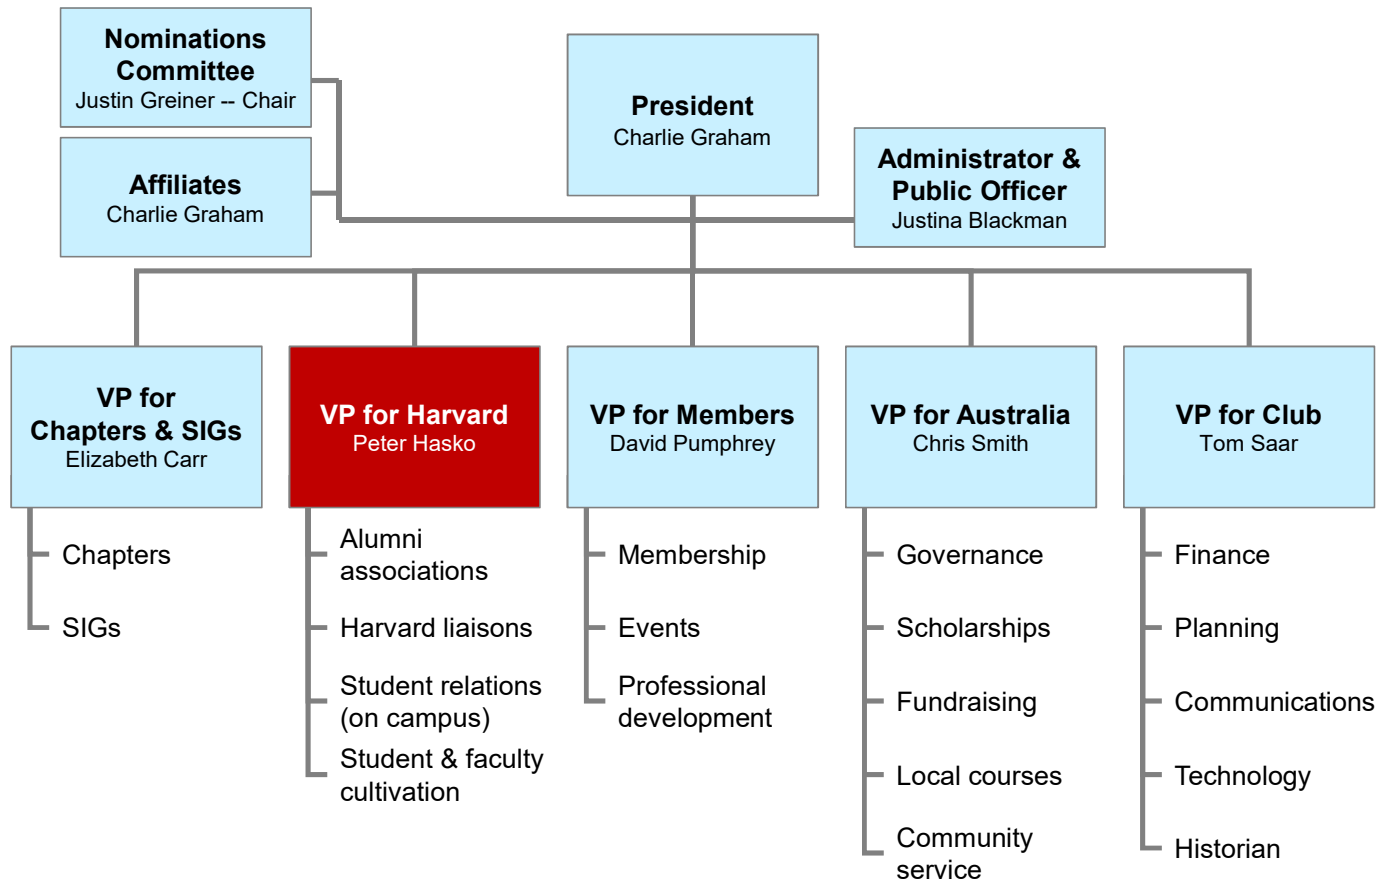 Nominations
Committee
Justin Greiner -- Chair
President
Charlie Graham
Affiliates
Charlie Graham
Administrator &
Public Officer
Justina Blackman
VP for
Chapters & SIGs
Elizabeth Carr
VP for Harvard
Peter Hasko
VP for Members
David Pumphrey
VP for Australia
Chris Smith
VP for Club
Tom Saar
Chapters
SIGs
Alumni
associations
Harvard liaisons
Student relations
(on campus)
Student & faculty
cultivation
Membership
Events
Professional
development
Governance
Scholarships
Fundraising
Local courses
Community
service
Finance
Planning
Communications
Technology
Historian